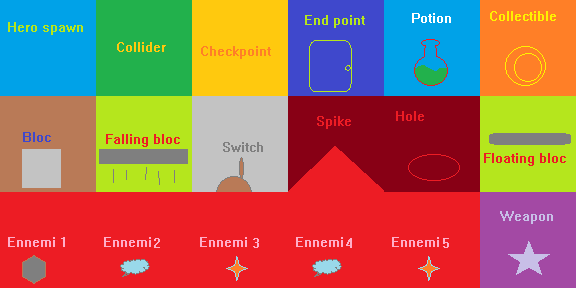 Hero spawn
Collider
Checkpoint
End point
Potion
Collectible
Bloc
Falling bloc
Switch
Spike
Hole
Floating bloc
Ennemi 1
Ennemi2
Ennemi 3
Ennemi4
Ennemi5
Weapon